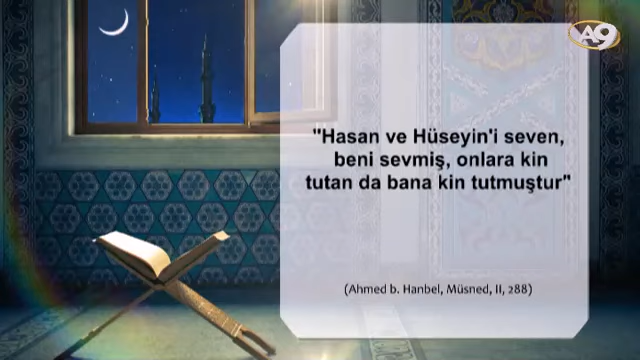 A9
"Hasan ve Hüseyin'i seven,
beni sevmiş, onlara kin
tutan da bana kin tutmuştur"
(Ahmed b. Hanbel, Müsned, II, 288)